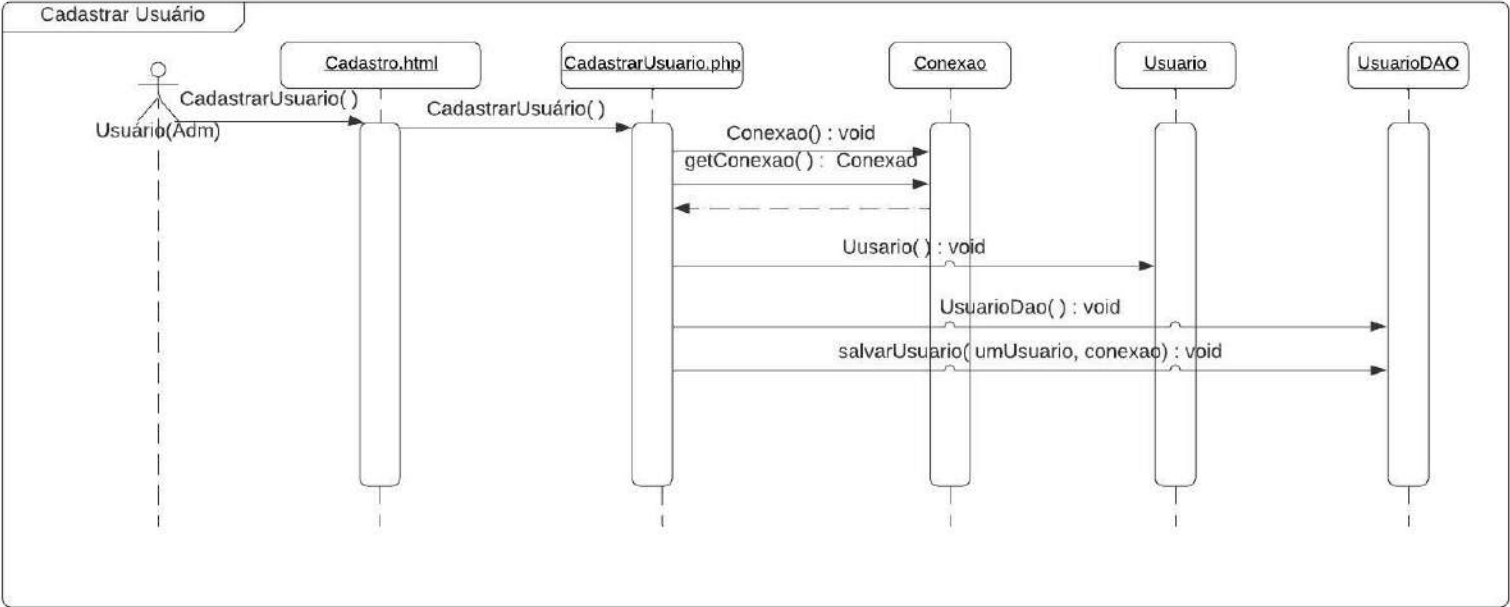 Cadastrar Usuário
Cadastro.html
CadastrarUsuario.php
Conexao
Usuario
UsuarioDAO
CadastrarUsuario( )
Usuário(Adm)
CadastrarUsuário( )
Conexao() : void
getConexao( ) : Conexao
Uusario( ) : void
UsuarioDao( ) : void
salvarUsuario( umUsuario, conexao) : void